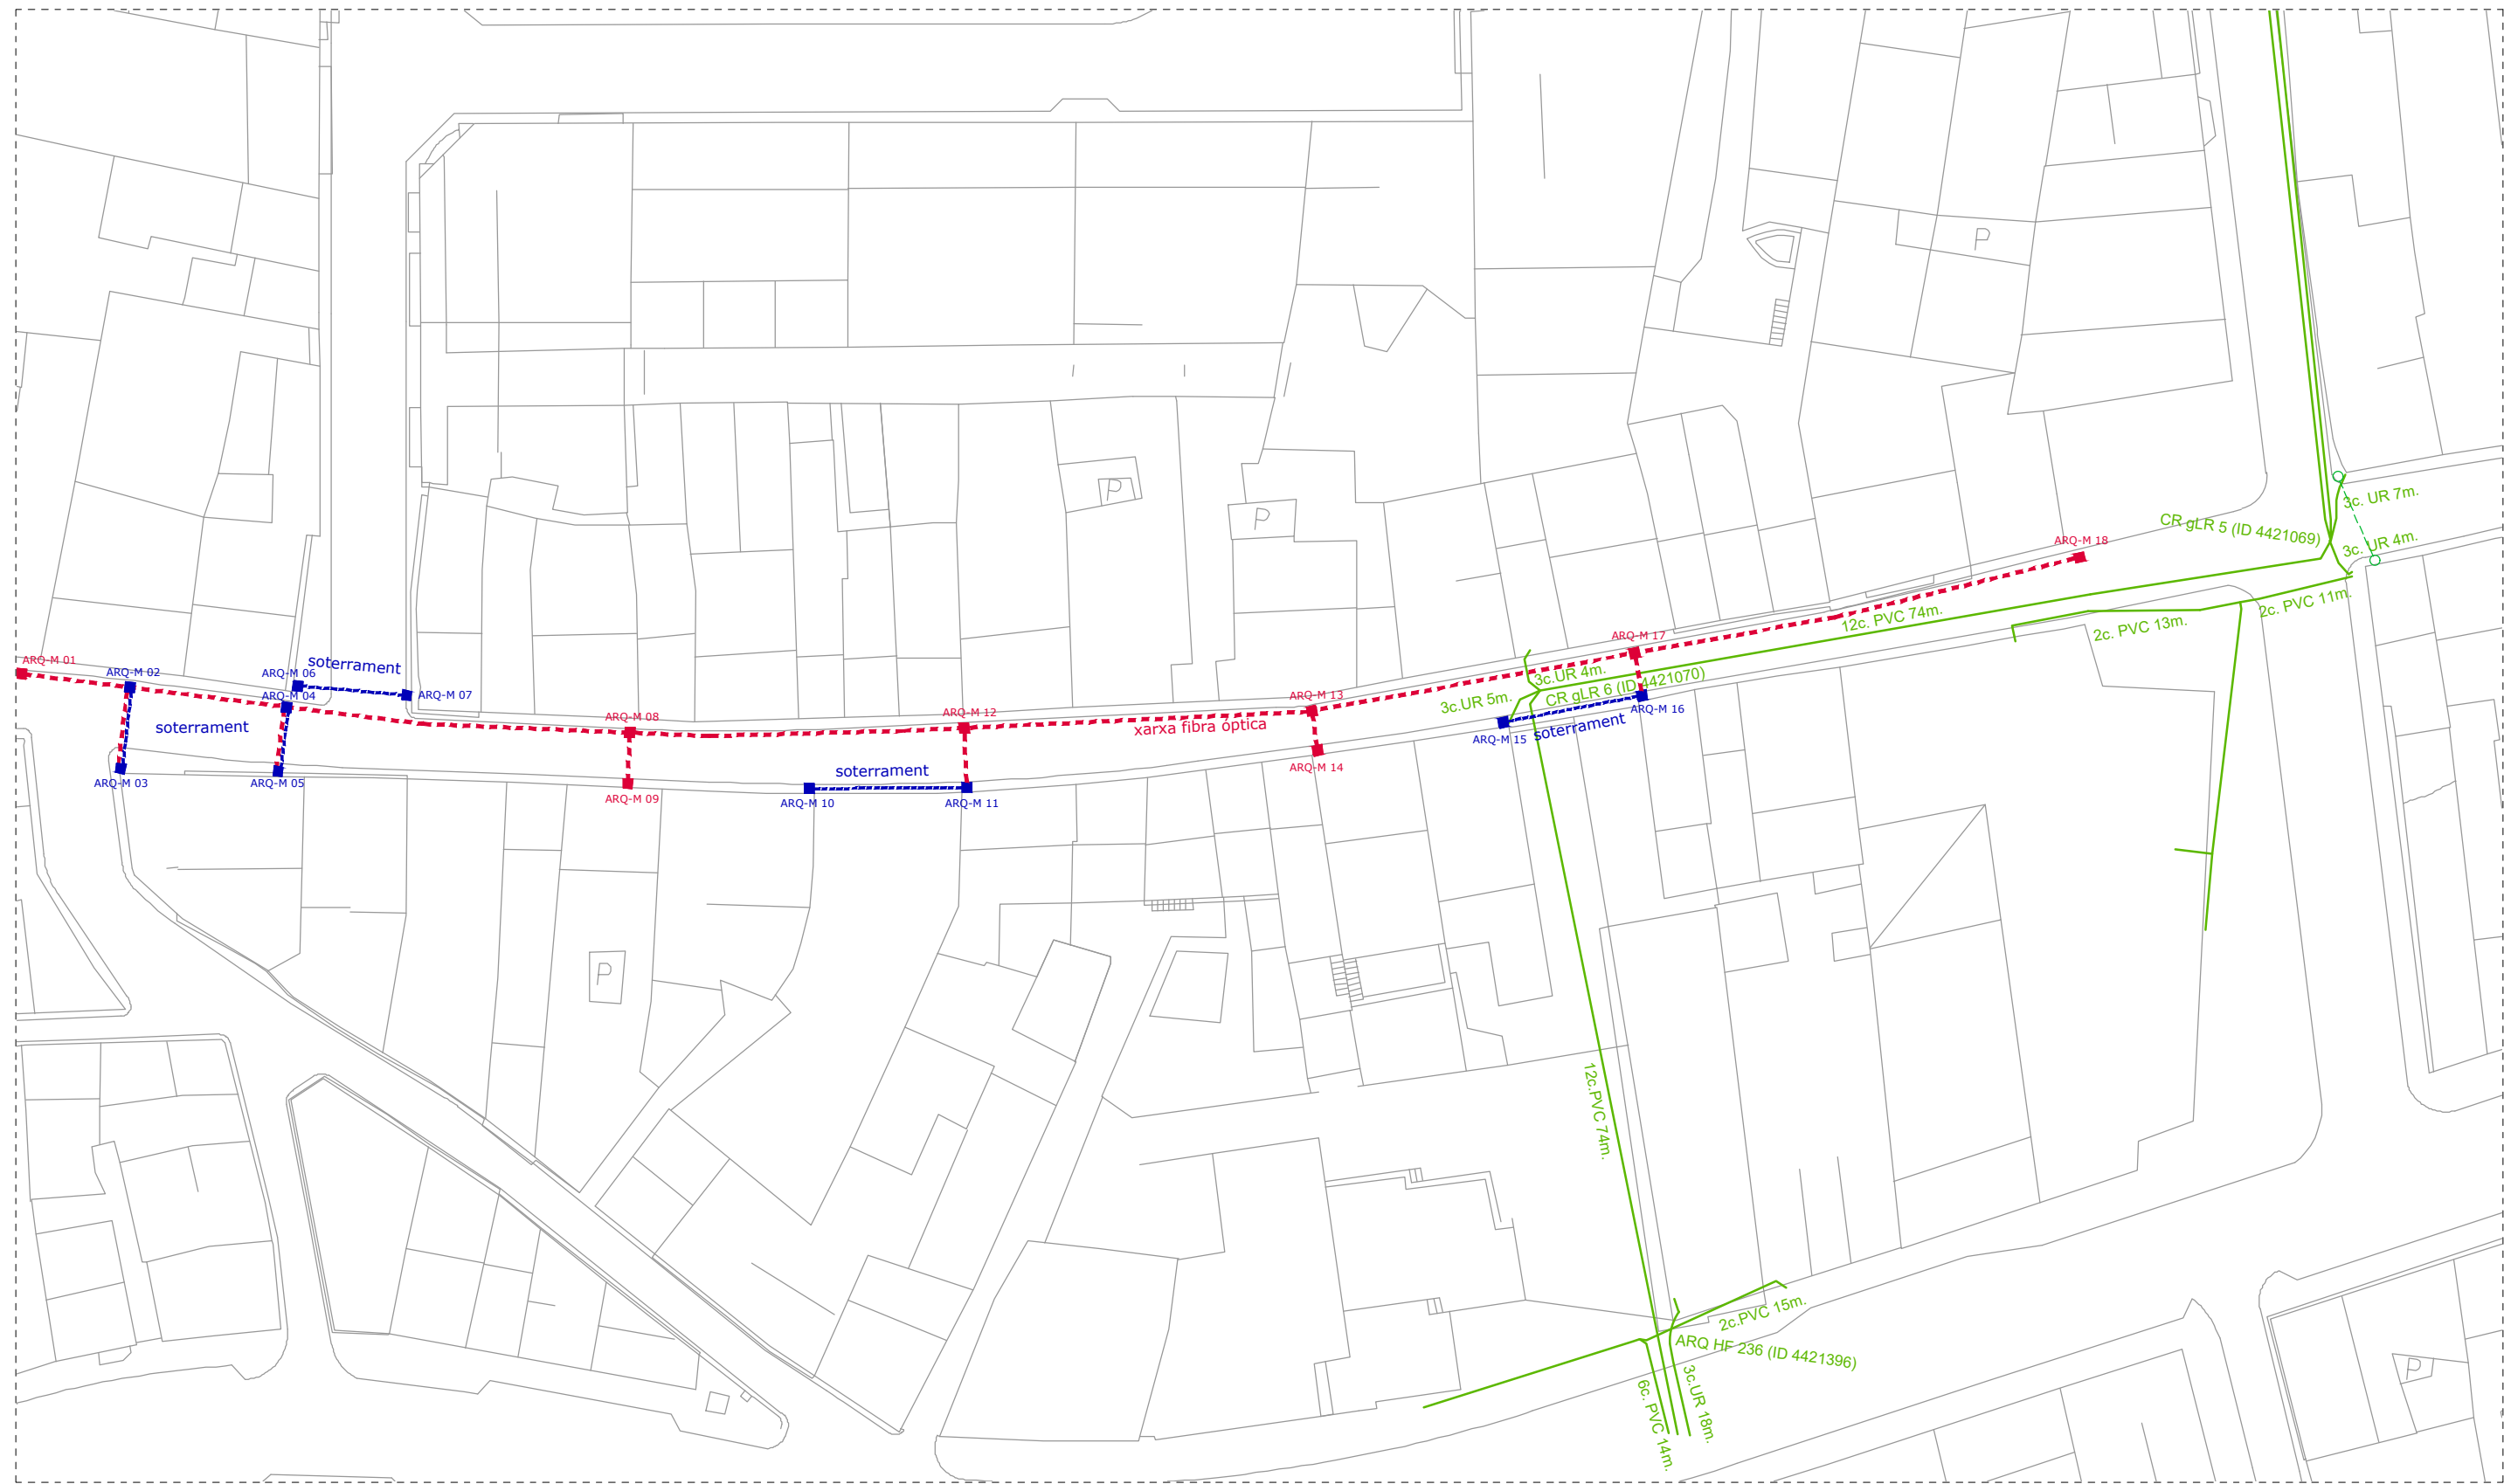 P
P
P
3c. UR 7m.
CR gLR 5 (ID 4421069)
3c. UR 4m.
ARQ-M 18
2c. PVC 11m.
12c. PVC 74m.
2c. PVC 13m.
ARQ-M 17
ARQ-M 01
soterrament
ARQ-M 02
ARQ-M 06
3c.UR 4m.
CR gLR 6 (ID 4421070)
ARQ-M 04
ARQ-M 07
ARQ-M 13
3c.UR 5m.
ARQ-M 16
ARQ-M 08
ARQ-M 12
soterrament
xarxa fibra óptica
soterrament
ARQ-M 15
ARQ-M 14
soterrament
ARQ-M 03
ARQ-M 05
ARQ-M 09
ARQ-M 10
ARQ-M 11
P
12c.PVC 74m.
2c.PVC 15m.
ARQ HF 236 (ID 4421396)
P
3c.UR 18m.
6c. PVC 14m.